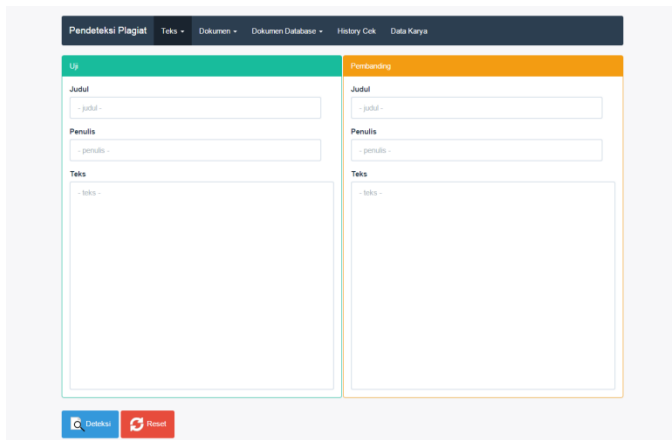 Pendeteksi Plagiat Teks Dokumen Dokumen Database History Cek Data Karya
Uji
Judul
- judul -
Penulis
- penulis -
Teks
- teks -
Pembanding
Judul
- judul -
Penulis
- penulis -
Teks
- teks -
Deteksi Reset